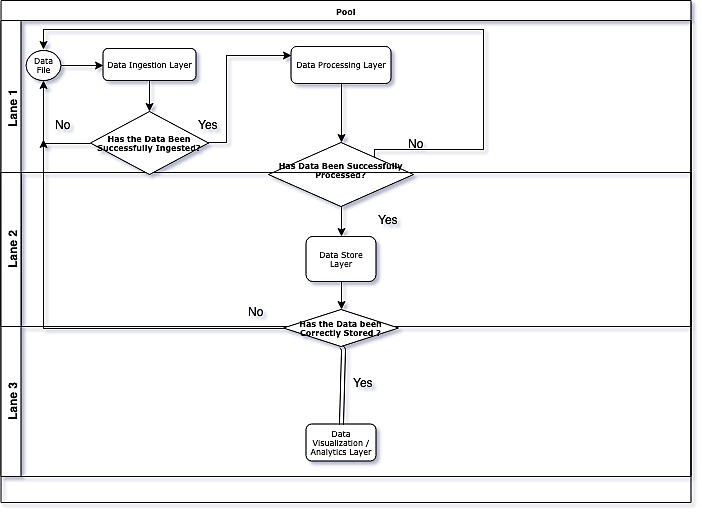 Pool
Lane 1
Data
File
Data Ingestion Layer
Data Processing Layer
No
Has the Data Been
Successfully Ingested?
Yes
Has Data Been Successfully
Processed?
No
Lane 2
Yes
Data Store
Layer
No
Has the Data been
Correctly Stored ?
Lane 3
Yes
Data
Visualization /
Analytics Layer